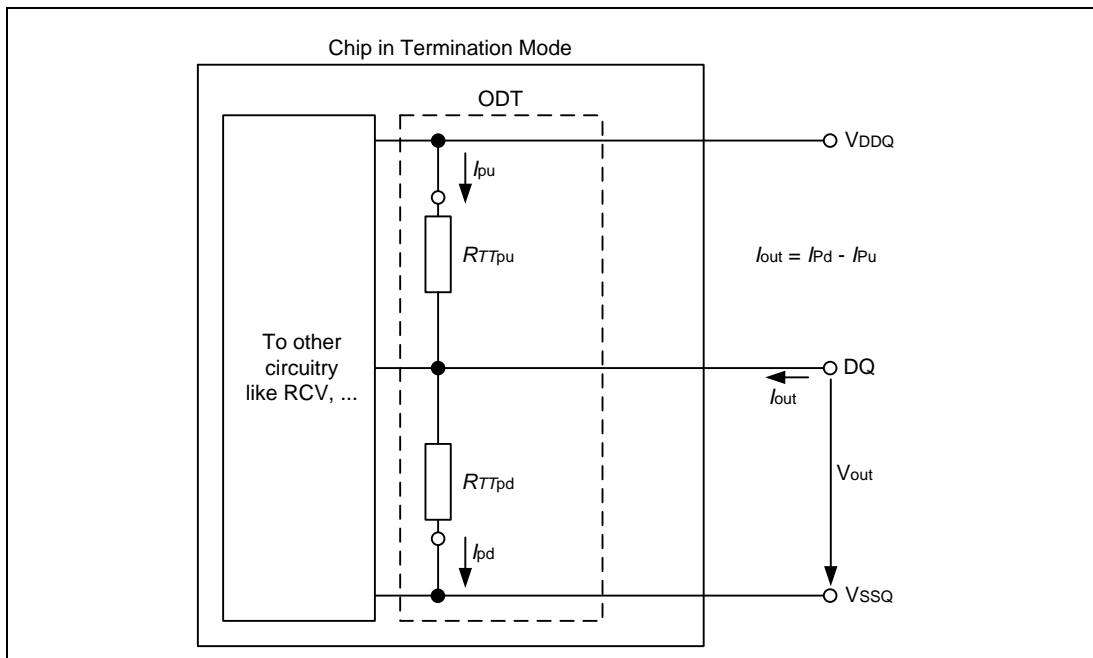 Chip in Termination Mode
ODT
VDDQ
Ipu
RTTpu
Iout = IPd - IPu
To other
circuitry
like RCV, ...
DQ
Iout
RTTpd
Vout
Ipd
VSSQ